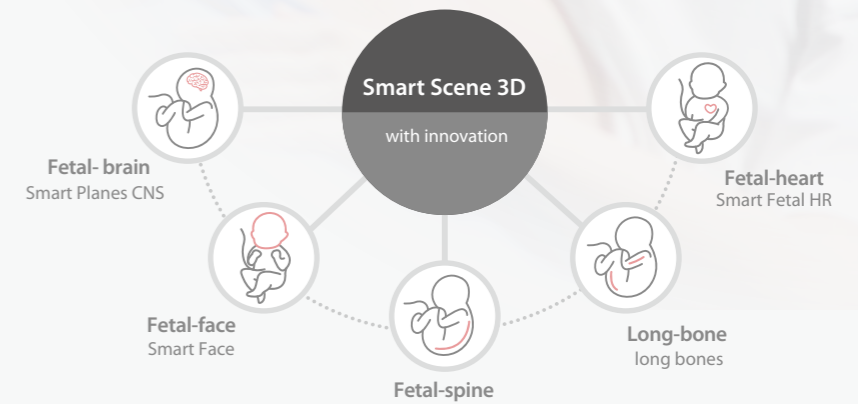 Smart Scene 3D
with innovation
Fetal- brain
Smart Planes CNS
Fetal-heart
Smart Fetal HR
Fetal-face
Smart Face
Long-bone
long bones
Fetal-spine